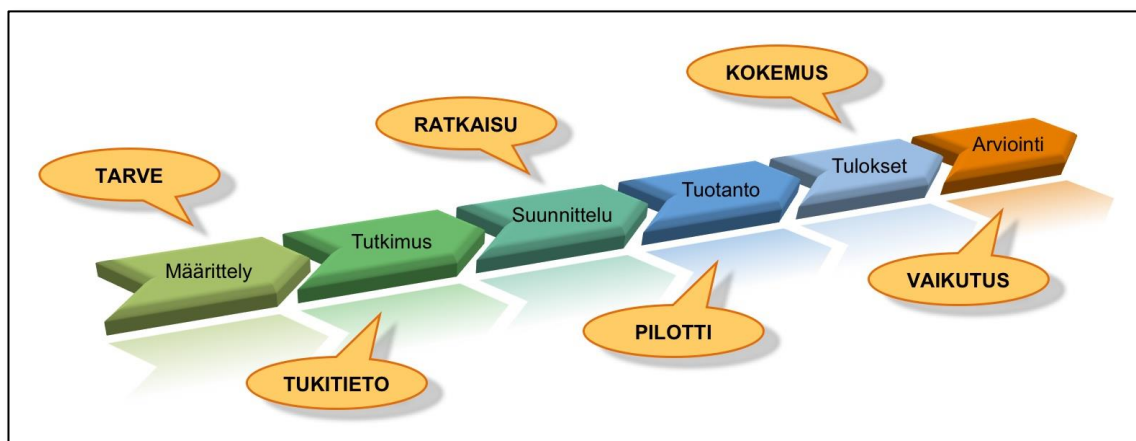 TARVE
Määrittely
Tutkimus
TUKITIETO
RATKAISU
Suunnittelu
Tuotanto
PILOTTI
KOKEMUS
Tulokset
Arviointi
VAIKUTUS